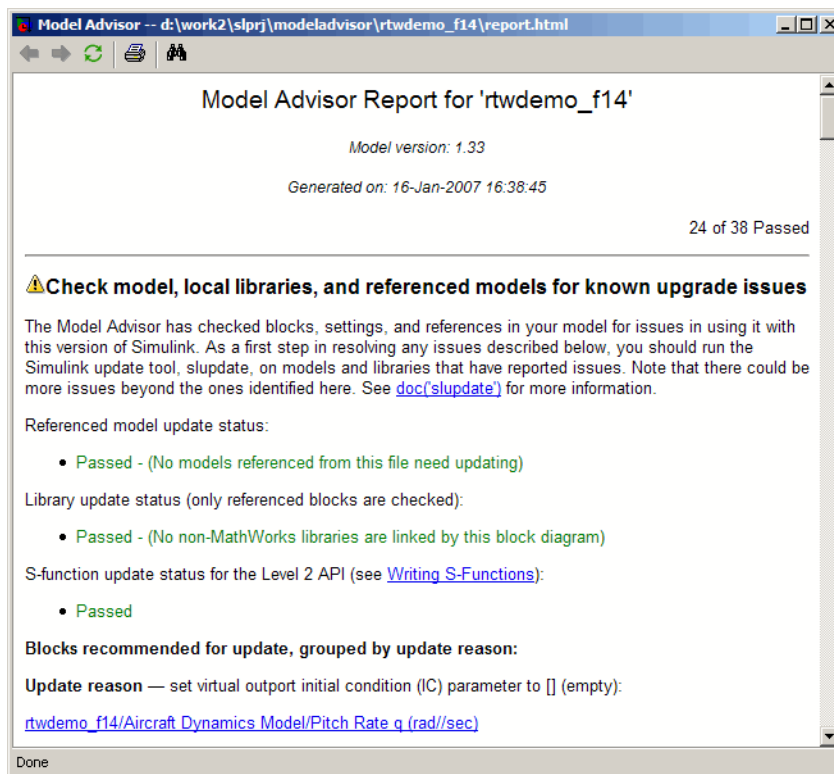 Model Advisor -- d:\work2\slprj\modeladvisor\rtwdemo_f14\report.html
Model Advisor Report for 'rtwdemo_f14'
Model version: 1.33
Generated on: 16-Jan-2007 16:38:45
24 of 38 Passed
Check model, local libraries, and referenced models for known upgrade issues
The Model Advisor has checked blocks, settings, and references in your model for issues in using it with
this version of Simulink. As a first step in resolving any issues described below, you should run the
Simulink update tool, slupdate, on models and libraries that have reported issues. Note that there could be
more issues beyond the ones identified here. See doc('slupdate') for more information.
Referenced model update status:
• Passed - (No models referenced from this file need updating)
Library update status (only referenced blocks are checked):
• Passed - (No non-MathWorks libraries are linked by this block diagram)
S-function update status for the Level 2 API (see Writing S-Functions):
• Passed
Blocks recommended for update, grouped by update reason:
Update reason — set virtual outport initial condition (IC) parameter to [] (empty):
rtwdemo_f14/Aircraft Dynamics Model/Pitch Rate q (rad//sec)
Done